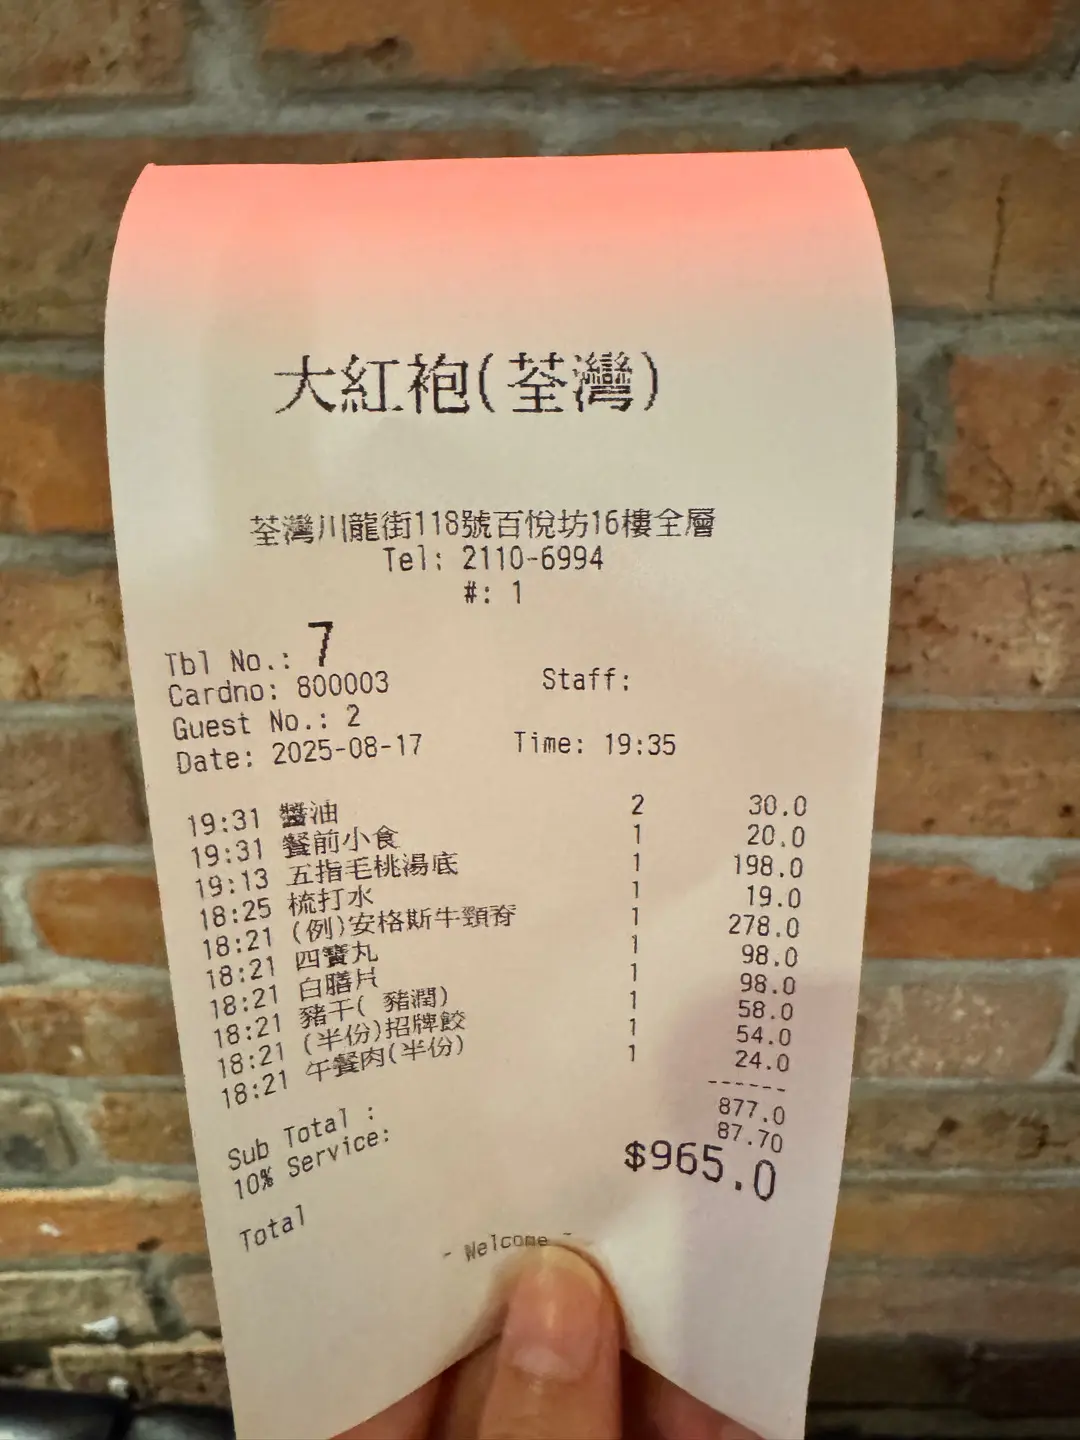 大紅袍(荃灣)
荃灣川龍街118號百悅坊16樓全層
Tel: 2110-6994
#: 1
Tbl No.: 7
Cardno: 800003 Staff:
Guest No.: 2
Date: 2025-08-17 Time: 19:35
19:31 醬油 2 30.0
19:31 餐前小食 1 20.0
19:13 五指毛桃湯底 1 198.0
18:25 梳打水 1 19.0
18:21 (例)安格斯牛頸脊 1 278.0
18:21 四寶丸 1 98.0
18:21 白膳片 1 98.0
18:21 豬干( 豬潤) 1 58.0
18:21 (半份)招牌餃 1 54.0
18:21 午餐肉(半份) 1 24.0
------
Sub Total : 877.0
10% Service: 87.70
Total $965.0
- Welcome -